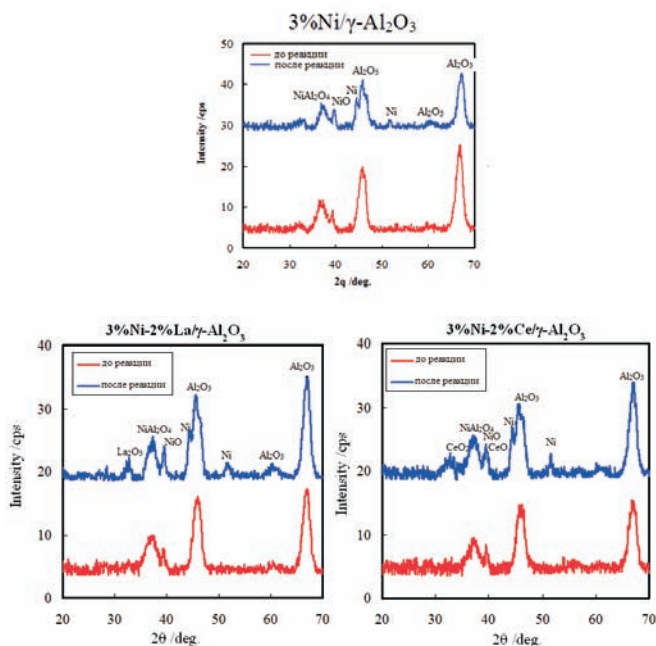 3%Ni/γ-Al₂O₃
50
40
30
20
10
0
Intensity /cps
до реакции
после реакции
NiAl₂O₄
NiO
Ni
Al₂O₃
Ni
Al₂O₃
Al₂O₃
20 30 40 50 60 70
2q /deg.
3%Ni-2%La/γ-Al₂O₃
40
30
20
10
0
Intensity /cps
до реакции
после реакции
La₂O₃
NiAl₂O₄
NiO
Ni
Al₂O₃
Ni
Al₂O₃
Al₂O₃
20 30 40 50 60 70
2θ /deg.
3%Ni-2%Ce/γ-Al₂O₃
40
30
20
10
0
Intensity /cps
до реакции
после реакции
CeO₂
NiAl₂O₄
NiO
CeO
Ni
Al₂O₃
Ni
Al₂O₃
20 30 40 50 60 70
2θ /deg.